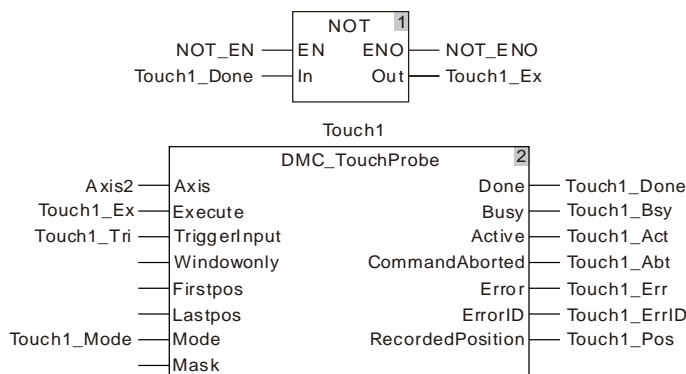 NOT 1
NOT_EN EN ENO NOT_ENO
Touch1_Done In Out Touch1_Ex
Touch1
DMC_TouchProbe 2
Axis2 Axis Done Touch1_Done
Touch1_Ex Execute Busy Touch1_Bsy
Touch1_Tri TriggerInput Active Touch1_Act
Windowonly CommandAborted Touch1_Abt
Firstpos Error Touch1_Err
Lastpos ErrorID Touch1_ErrID
Touch1_Mode Mode RecordedPosition Touch1_Pos
Mask